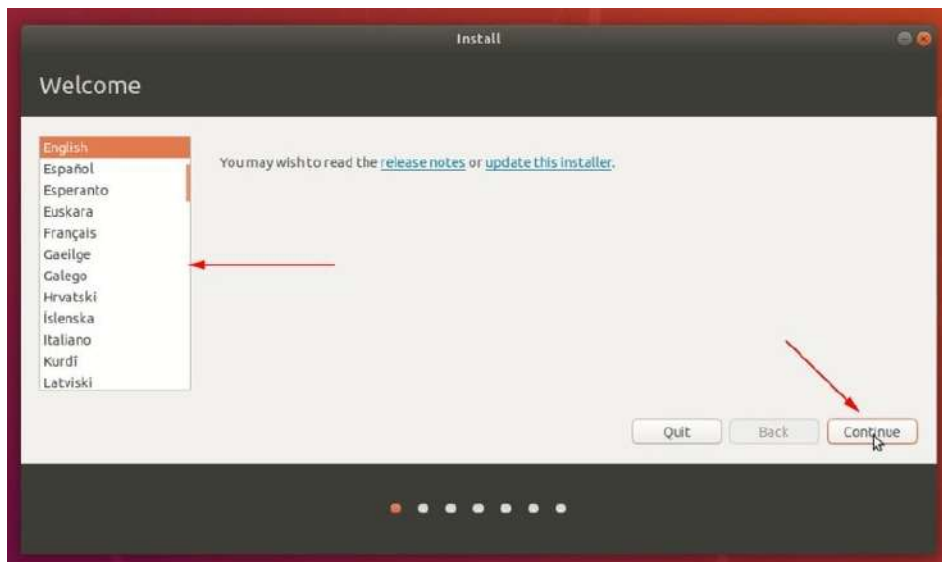 Install
Welcome
English
Español
Esperanto
Euskara
Français
Gaeilge
Galego
Hrvatski
Íslenska
Italiano
Kurdî
Latviski
You may wish to read the release notes or update this installer.
Quit
Back
Continue